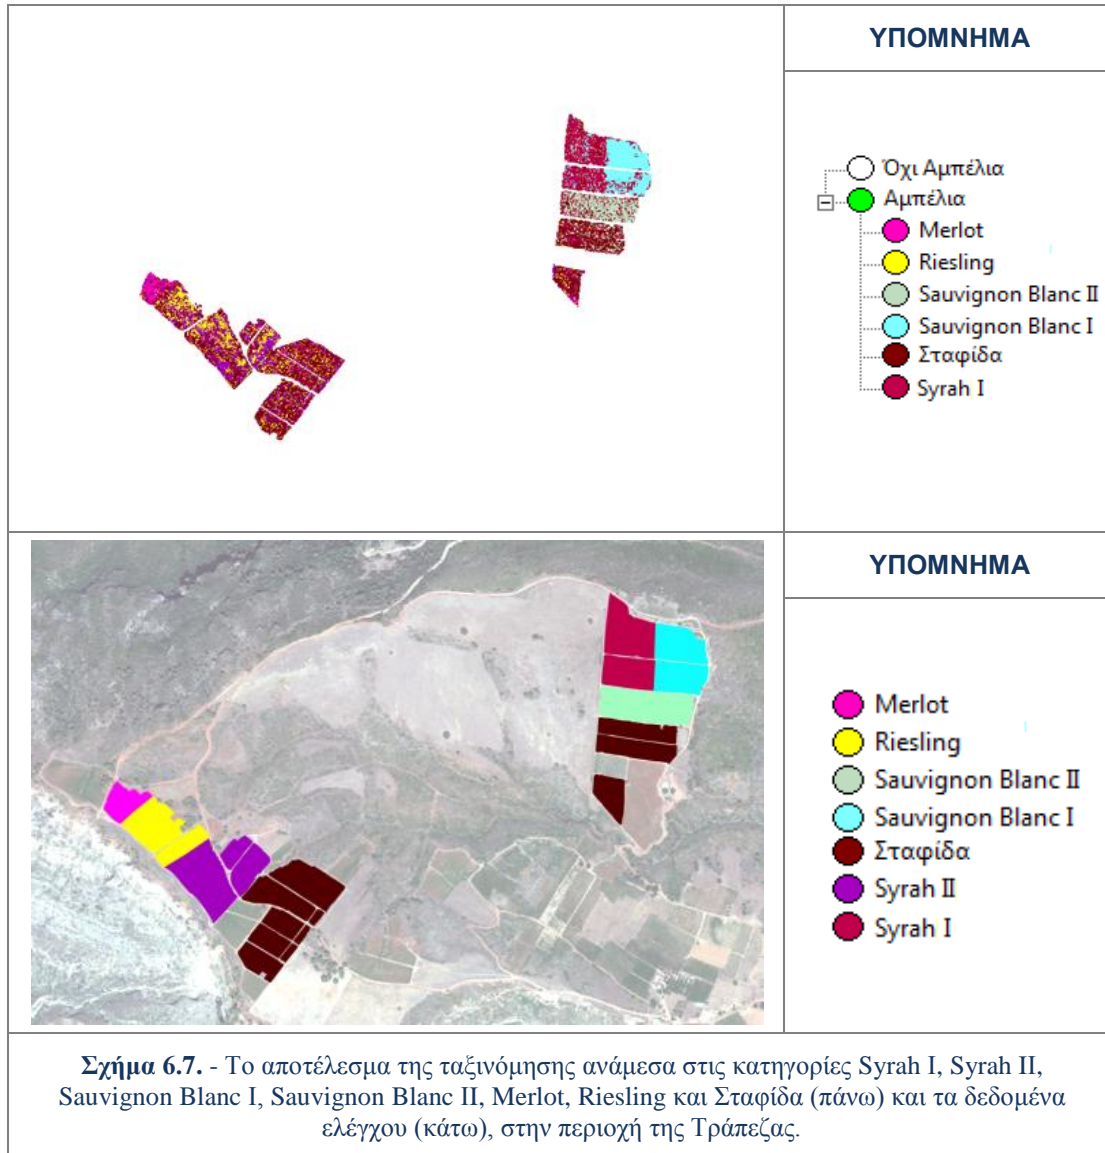 ΥΠΟΜΝΗΜΑ
Όχι Αμπέλια
Αμπέλια
Merlot
Riesling
Sauvignon Blanc II
Sauvignon Blanc I
Σταφίδα
Syrah I
ΥΠΟΜΝΗΜΑ
Merlot
Riesling
Sauvignon Blanc II
Sauvignon Blanc I
Σταφίδα
Syrah II
Syrah I
Σχήμα 6.7. - Το αποτέλεσμα της ταξινόμησης ανάμεσα στις κατηγορίες Syrah I, Syrah II,
Sauvignon Blanc I, Sauvignon Blanc II, Merlot, Riesling και Σταφίδα (πάνω) και τα δεδομένα
ελέγχου (κάτω), στην περιοχή της Τράπεζας.